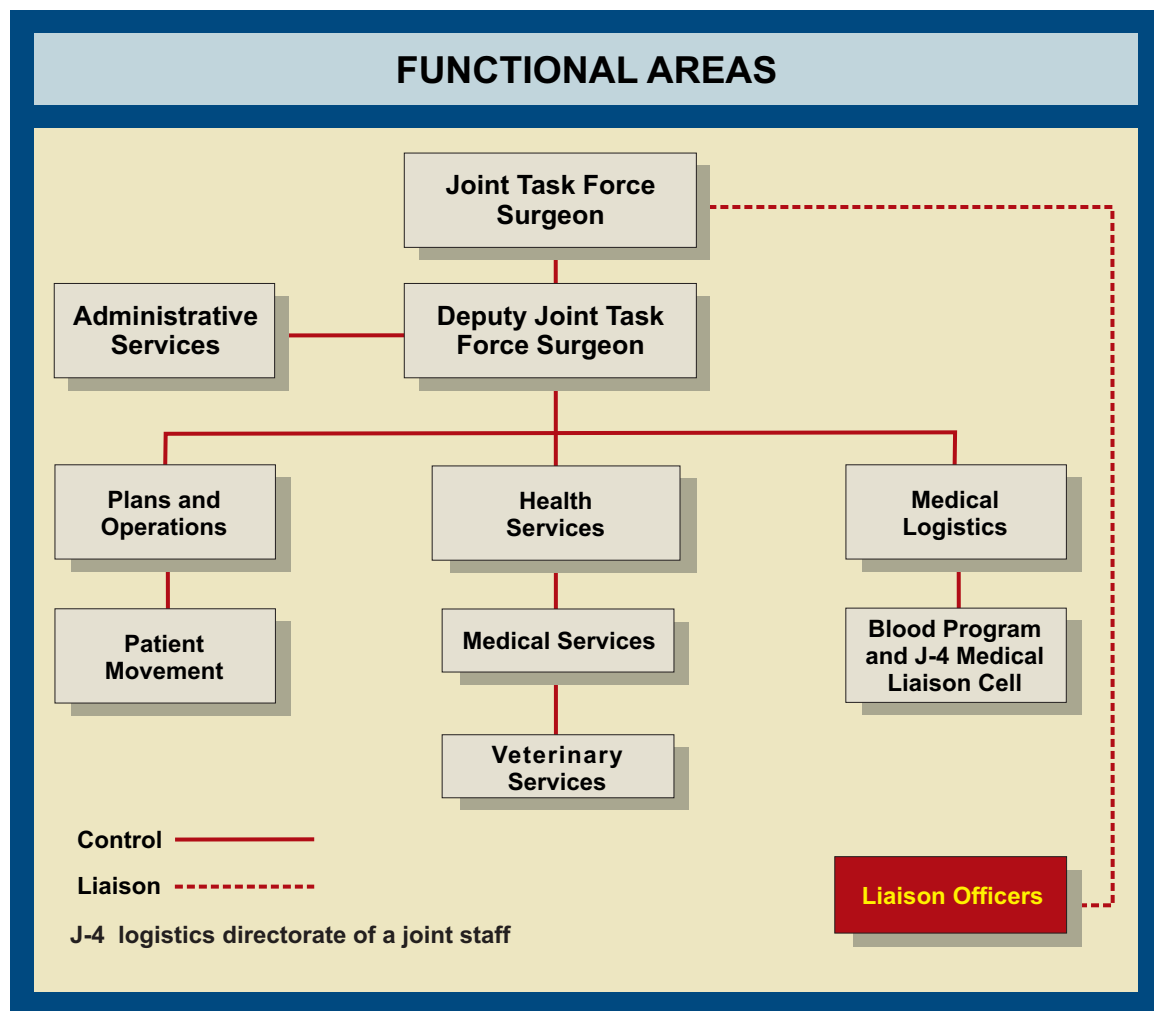 FUNCTIONAL AREAS
Joint Task Force
Surgeon
Administrative
Services
Deputy Joint Task
Force Surgeon
Plans and
Operations
Health
Services
Medical
Logistics
Patient
Movement
Medical Services
Blood Program
and J-4 Medical
Liaison Cell
Veterinary
Services
Control
Liaison
Liaison Officers
J-4 logistics directorate of a joint staff